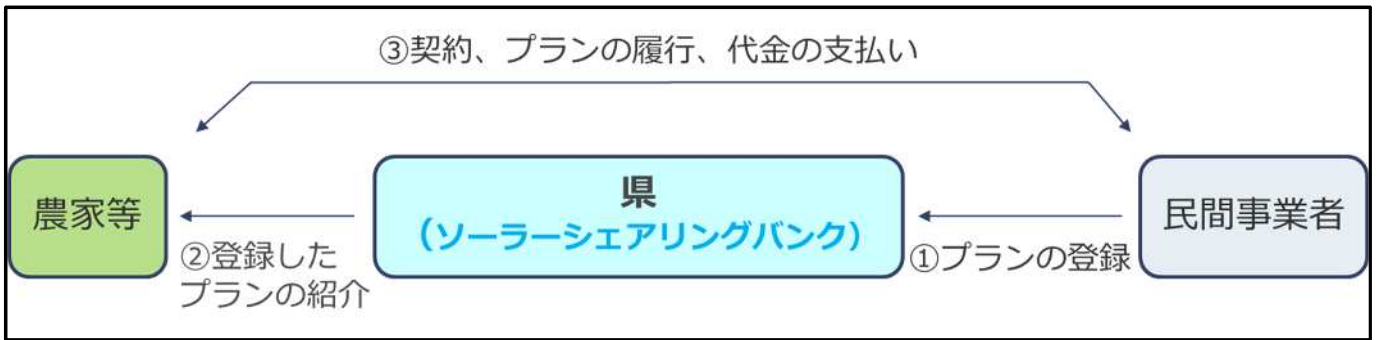 ③契約、プランの履行、代金の支払い
農家等
県
（ソーラーシェアリングバンク）
民間事業者
②登録した
プランの紹介
①プランの登録